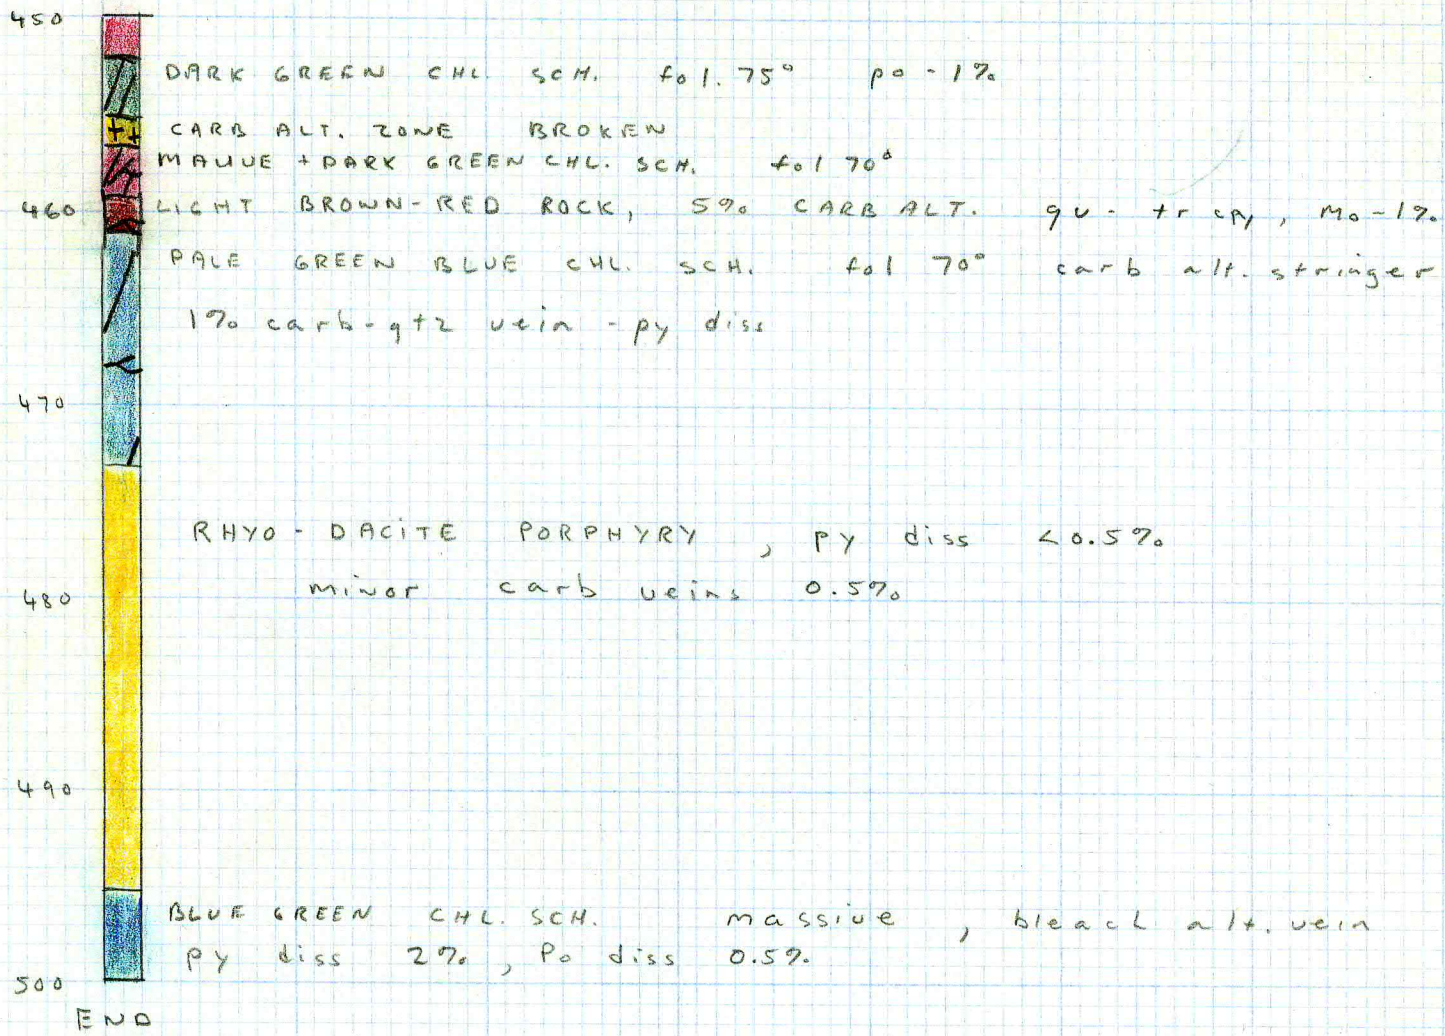 450
DARK GREEN CHL SCH. fol. 75° po - 1%
CARB ALT. ZONE BROKEN
MAUVE + DARK GREEN CHL. SCH. fol 70°
460 LIGHT BROWN-RED ROCK, 5% CARB ALT. qv - tr cpy, Mo-1%
PALE GREEN BLUE CHL. SCH. fol 70° carb alt. stringer
1% carb-qtz vein - py diss
470
RHYO-DACITE PORPHYRY, py diss <0.5%
480 minor carb veins 0.5%
490
BLUE GREEN CHL. SCH. massive, bleach alt. vein
py diss 2%, Po diss 0.5%
500
END